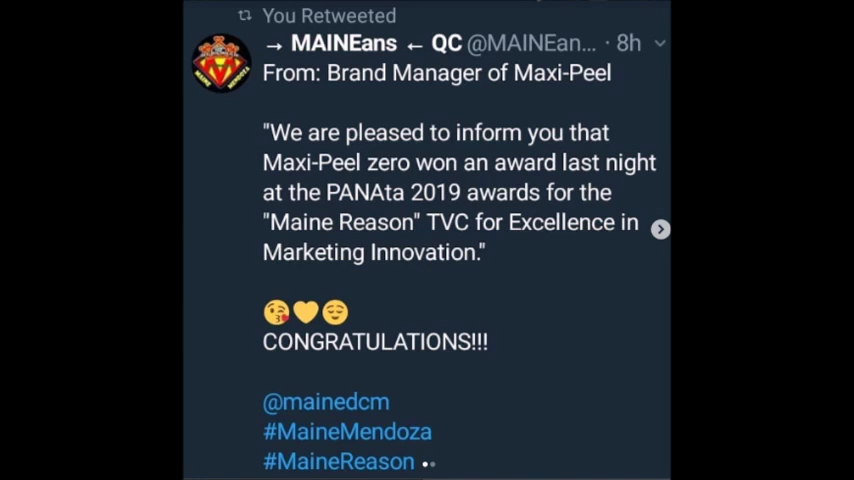 You Retweeted
→ MAINEans ← QC @MAINEan... · 8h
From: Brand Manager of Maxi-Peel
"We are pleased to inform you that
Maxi-Peel zero won an award last night
at the PANAta 2019 awards for the
"Maine Reason" TVC for Excellence in
Marketing Innovation."
😘💛😌
CONGRATULATIONS!!!
@mainedcm
#MaineMendoza
#MaineReason
MAINE
MENDOZA